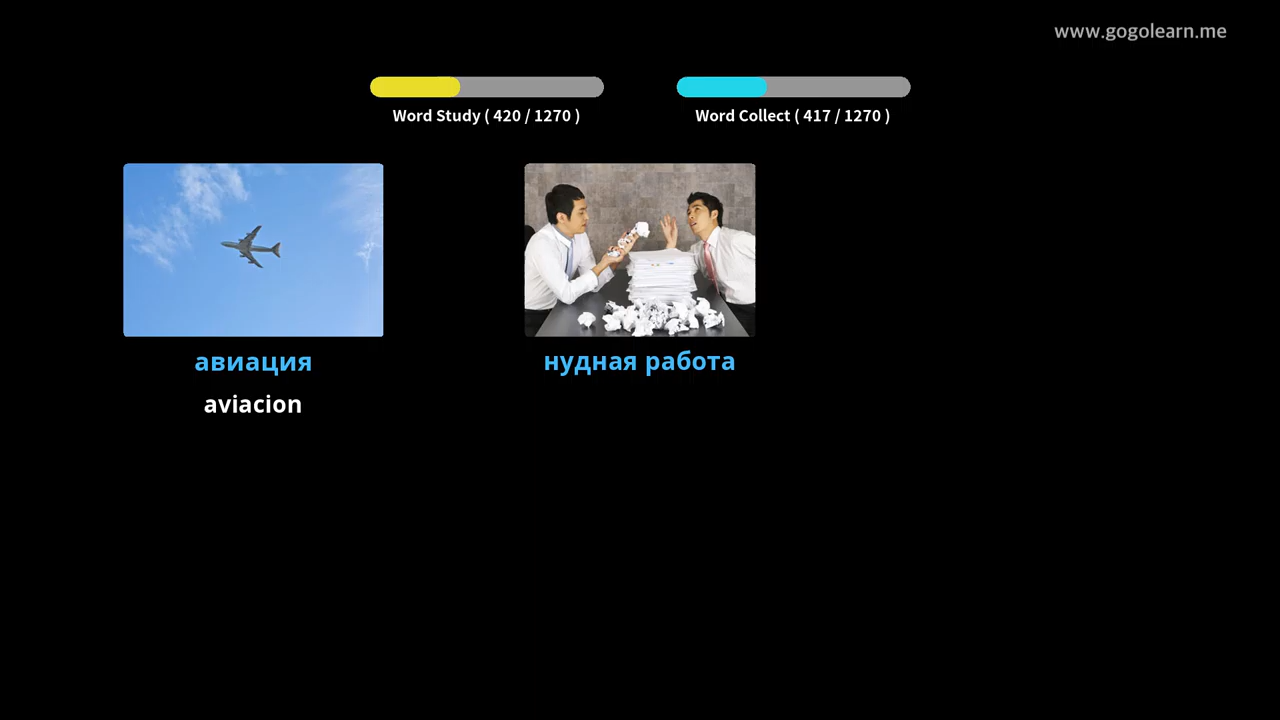 www.gogolearn.me
Word Study ( 420 / 1270 )
Word Collect ( 417 / 1270 )
авиация
нудная работа
aviacion